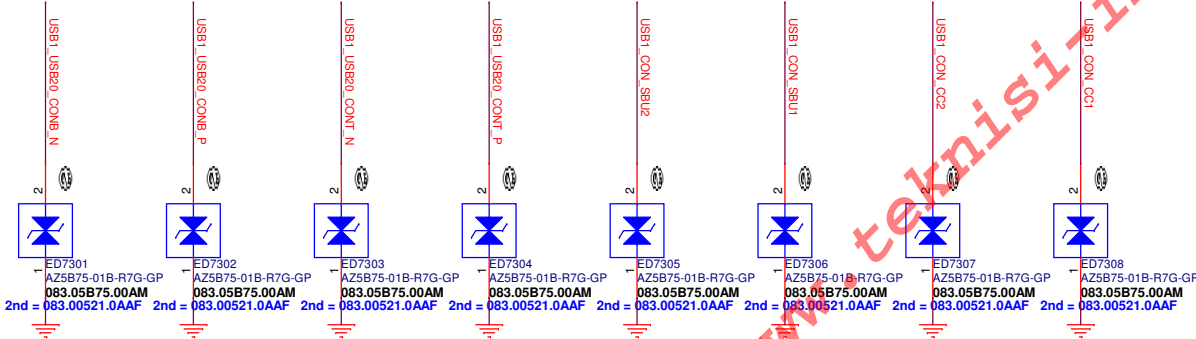 USB1_USB20_CONB_N
2
1
ED7301
AZ5B75-01B-R7G-GP
083.05B75.00AM
2nd = 083.00521.0AAF
USB1_USB20_CONB_P
2
1
ED7302
AZ5B75-01B-R7G-GP
083.05B75.00AM
2nd = 083.00521.0AAF
USB1_USB20_CONT_N
2
1
ED7303
AZ5B75-01B-R7G-GP
083.05B75.00AM
2nd = 083.00521.0AAF
USB1_USB20_CONT_P
2
1
ED7304
AZ5B75-01B-R7G-GP
083.05B75.00AM
2nd = 083.00521.0AAF
USB1_CON_SBU2
2
1
ED7305
AZ5B75-01B-R7G-GP
083.05B75.00AM
2nd = 083.00521.0AAF
USB1_CON_SBU1
2
1
ED7306
AZ5B75-01B-R7G-GP
083.05B75.00AM
2nd = 083.00521.0AAF
USB1_CON_CC2
2
1
ED7307
AZ5B75-01B-R7G-GP
083.05B75.00AM
2nd = 083.00521.0AAF
USB1_CON_CC1
2
1
ED7308
AZ5B75-01B-R7G-GP
083.05B75.00AM
2nd = 083.00521.0AAF
www.teknisi-i